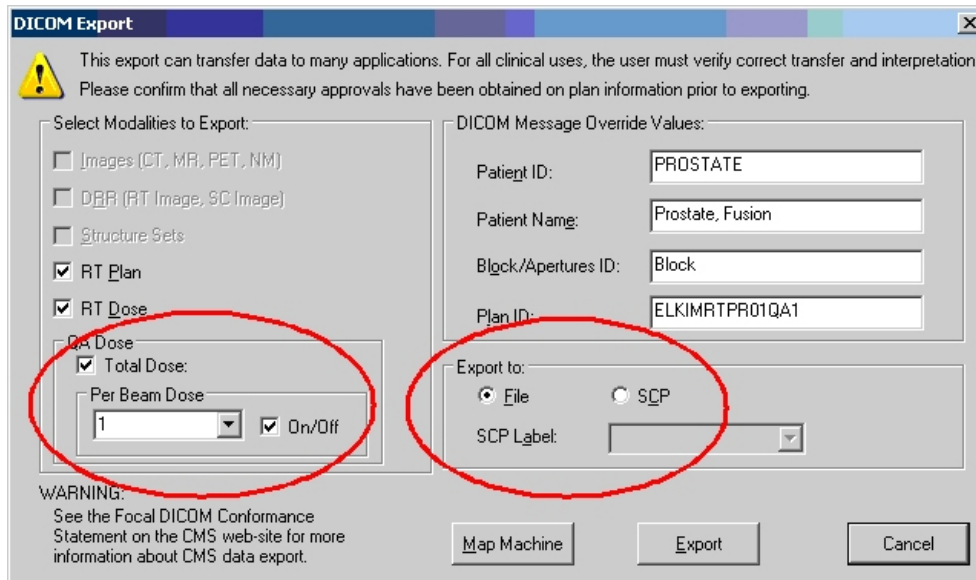 DICOM Export
This export can transfer data to many applications. For all clinical uses, the user must verify correct transfer and interpretation
Please confirm that all necessary approvals have been obtained on plan information prior to exporting.
Select Modalities to Export:
Images (CT, MR, PET, NM)
DRR (RT Image, SC Image)
Structure Sets
RT Plan
RT Dose
QA Dose
Total Dose:
Per Beam Dose
1
On/Off
DICOM Message Override Values:
Patient ID: PROSTATE
Patient Name: Prostate, Fusion
Block/Apertures ID: Block
Plan ID: ELKIMRTPR01QA1
Export to:
File SCP
SCP Label:
WARNING:
See the Focal DICOM Conformance
Statement on the CMS web-site for more
information about CMS data export.
Map Machine Export Cancel